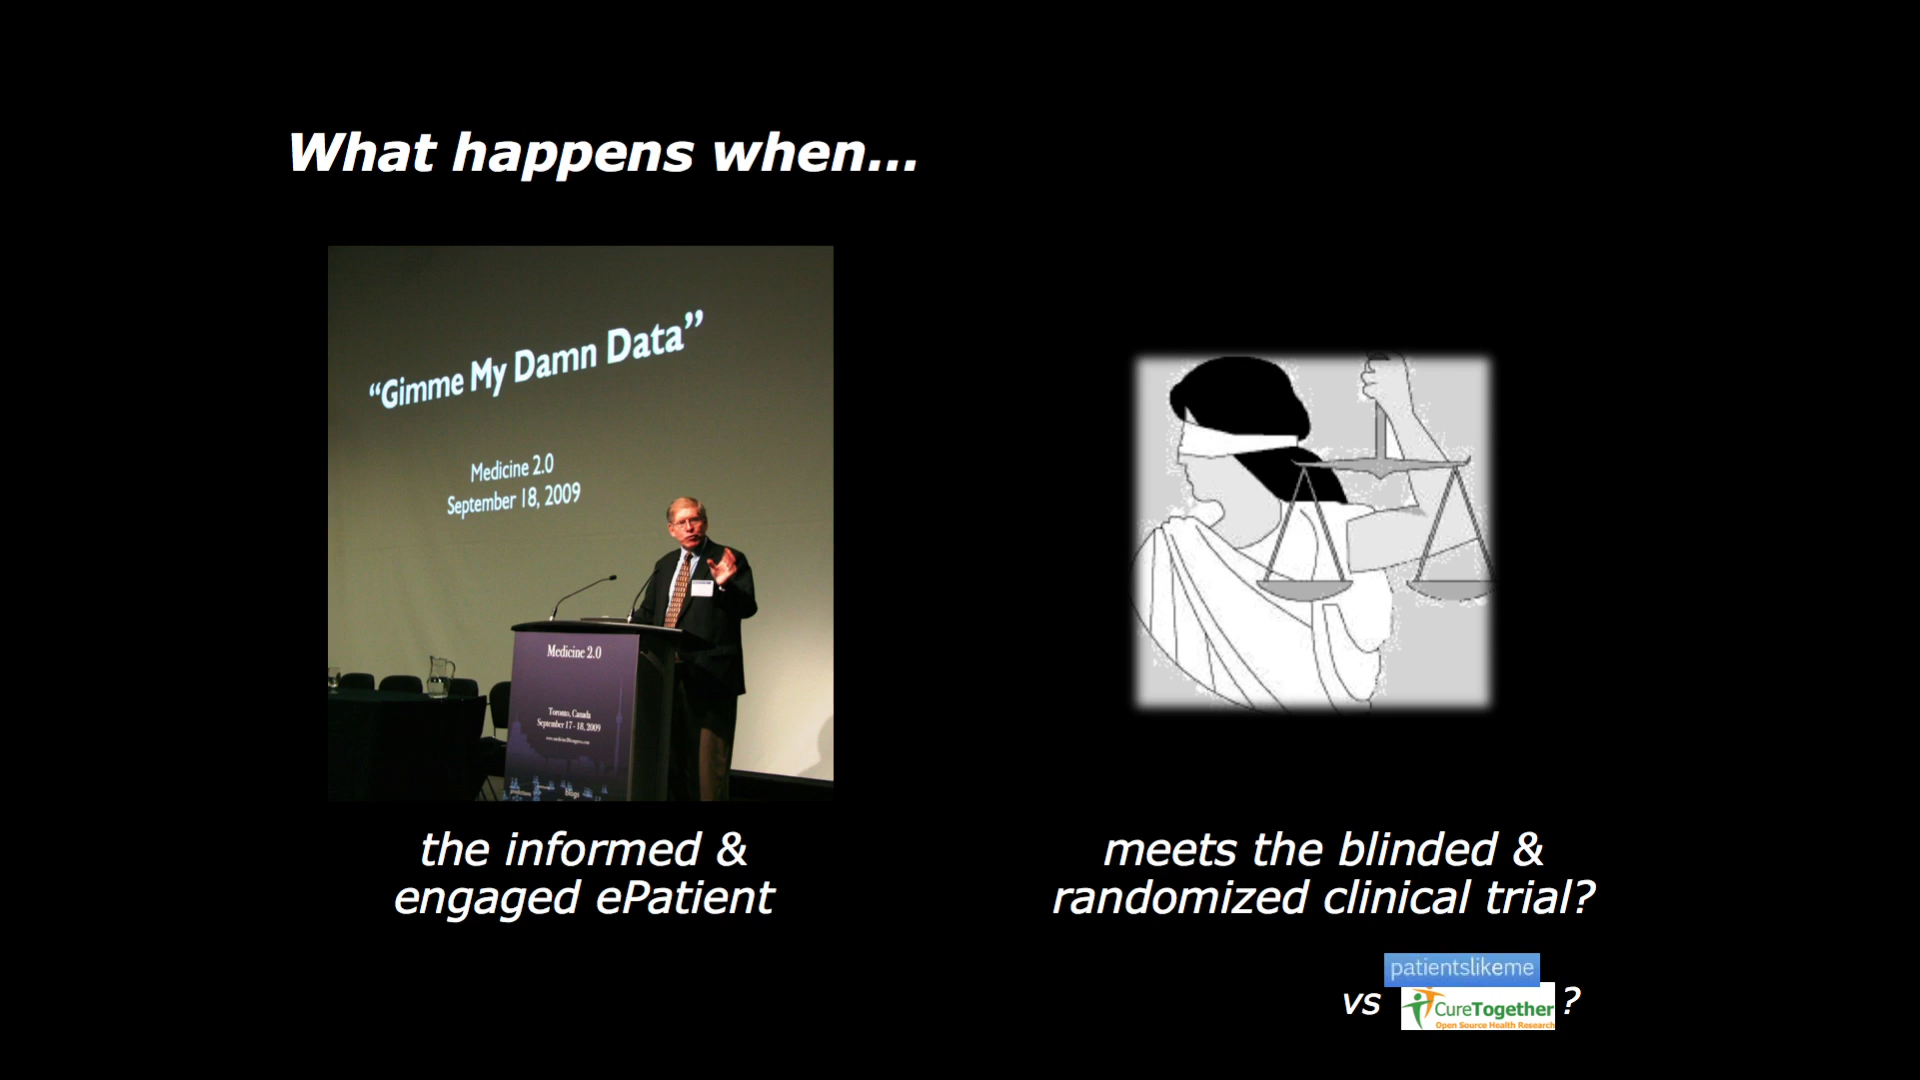 What happens when...
“Gimme My Damn Data”
Medicine 2.0
September 18, 2009
Medicine 2.0
Toronto, Canada
September 17 - 18, 2009
the informed &
engaged ePatient
meets the blinded &
randomized clinical trial?
patientslikeme
vs CureTogether ?
Open Source Health Research